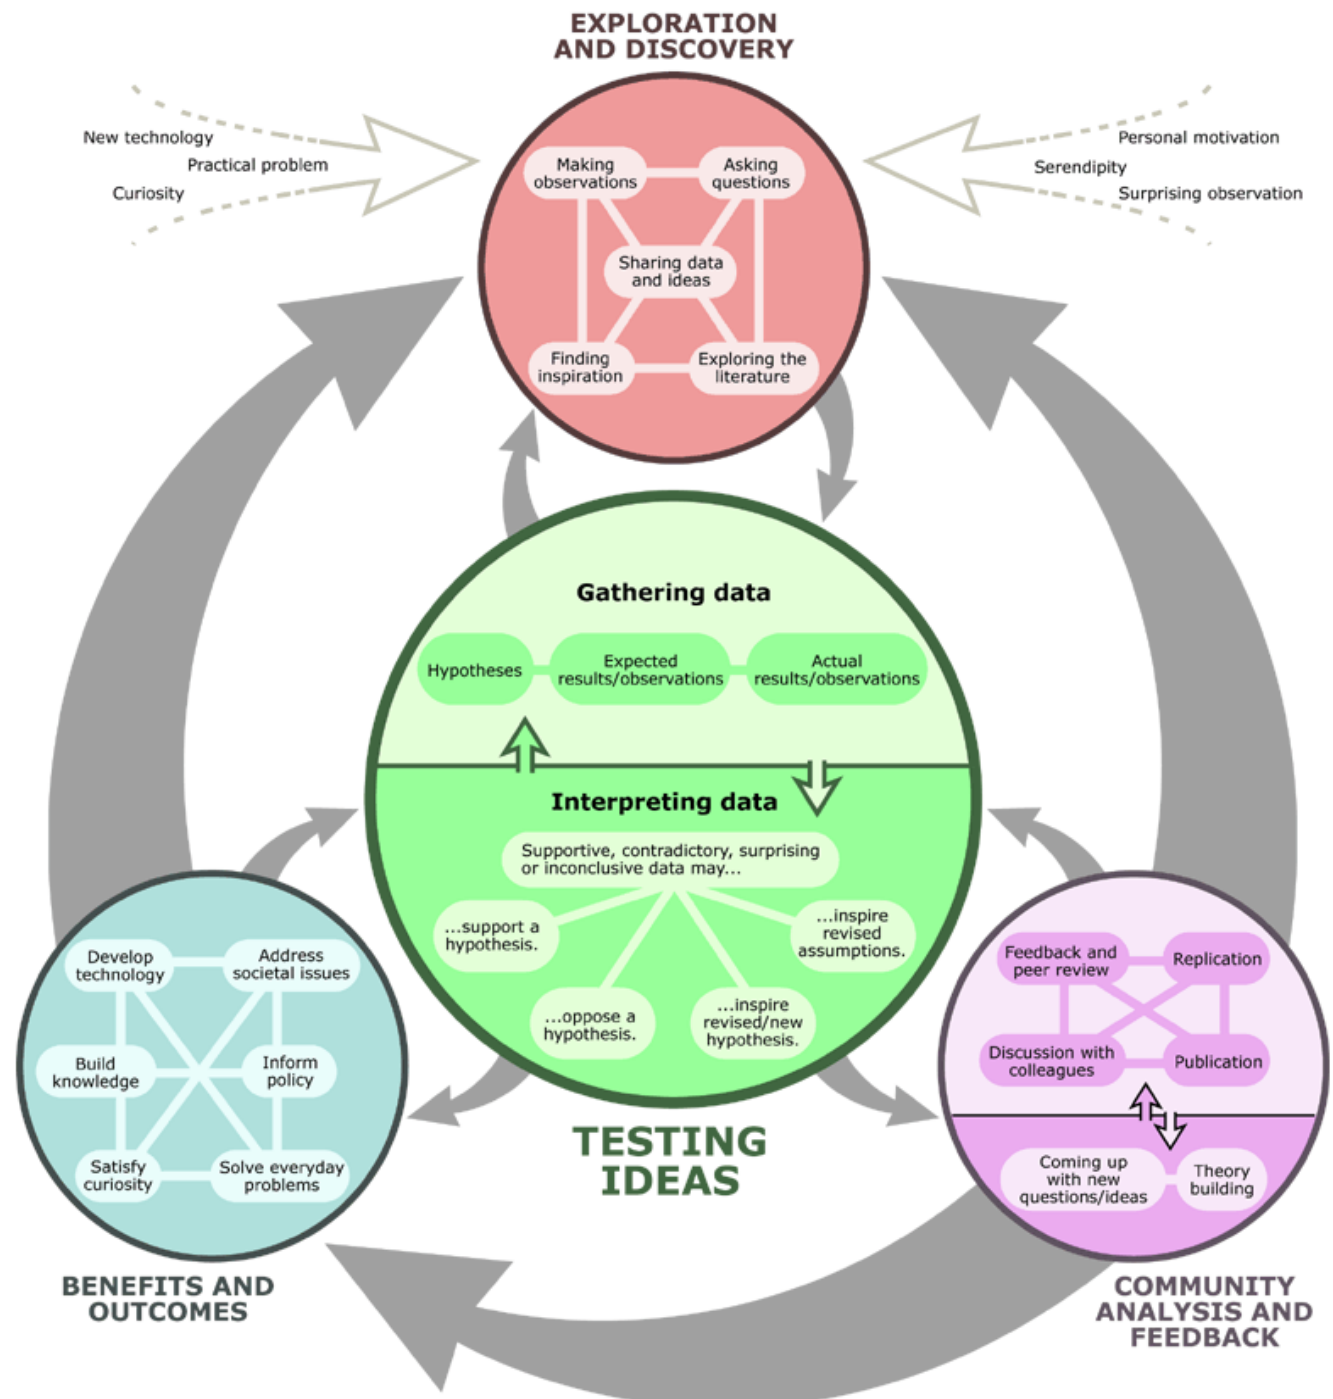 EXPLORATION
AND DISCOVERY
New technology
Practical problem
Curiosity
Personal motivation
Serendipity
Surprising observation
Making
observations
Asking
questions
Sharing data
and ideas
Finding
inspiration
Exploring the
literature
Gathering data
Hypotheses
Expected
results/observations
Actual
results/observations
Interpreting data
Supportive, contradictory, surprising
or inconclusive data may...
...support a
hypothesis.
...oppose a
hypothesis.
...inspire
revised/new
hypothesis.
...inspire
revised
assumptions.
TESTING
IDEAS
Develop
technology
Address
societal issues
Build
knowledge
Inform
policy
Satisfy
curiosity
Solve everyday
problems
BENEFITS AND
OUTCOMES
Feedback and
peer review
Replication
Discussion with
colleagues
Publication
Coming up
with new
questions/ideas
Theory
building
COMMUNITY
ANALYSIS AND
FEEDBACK